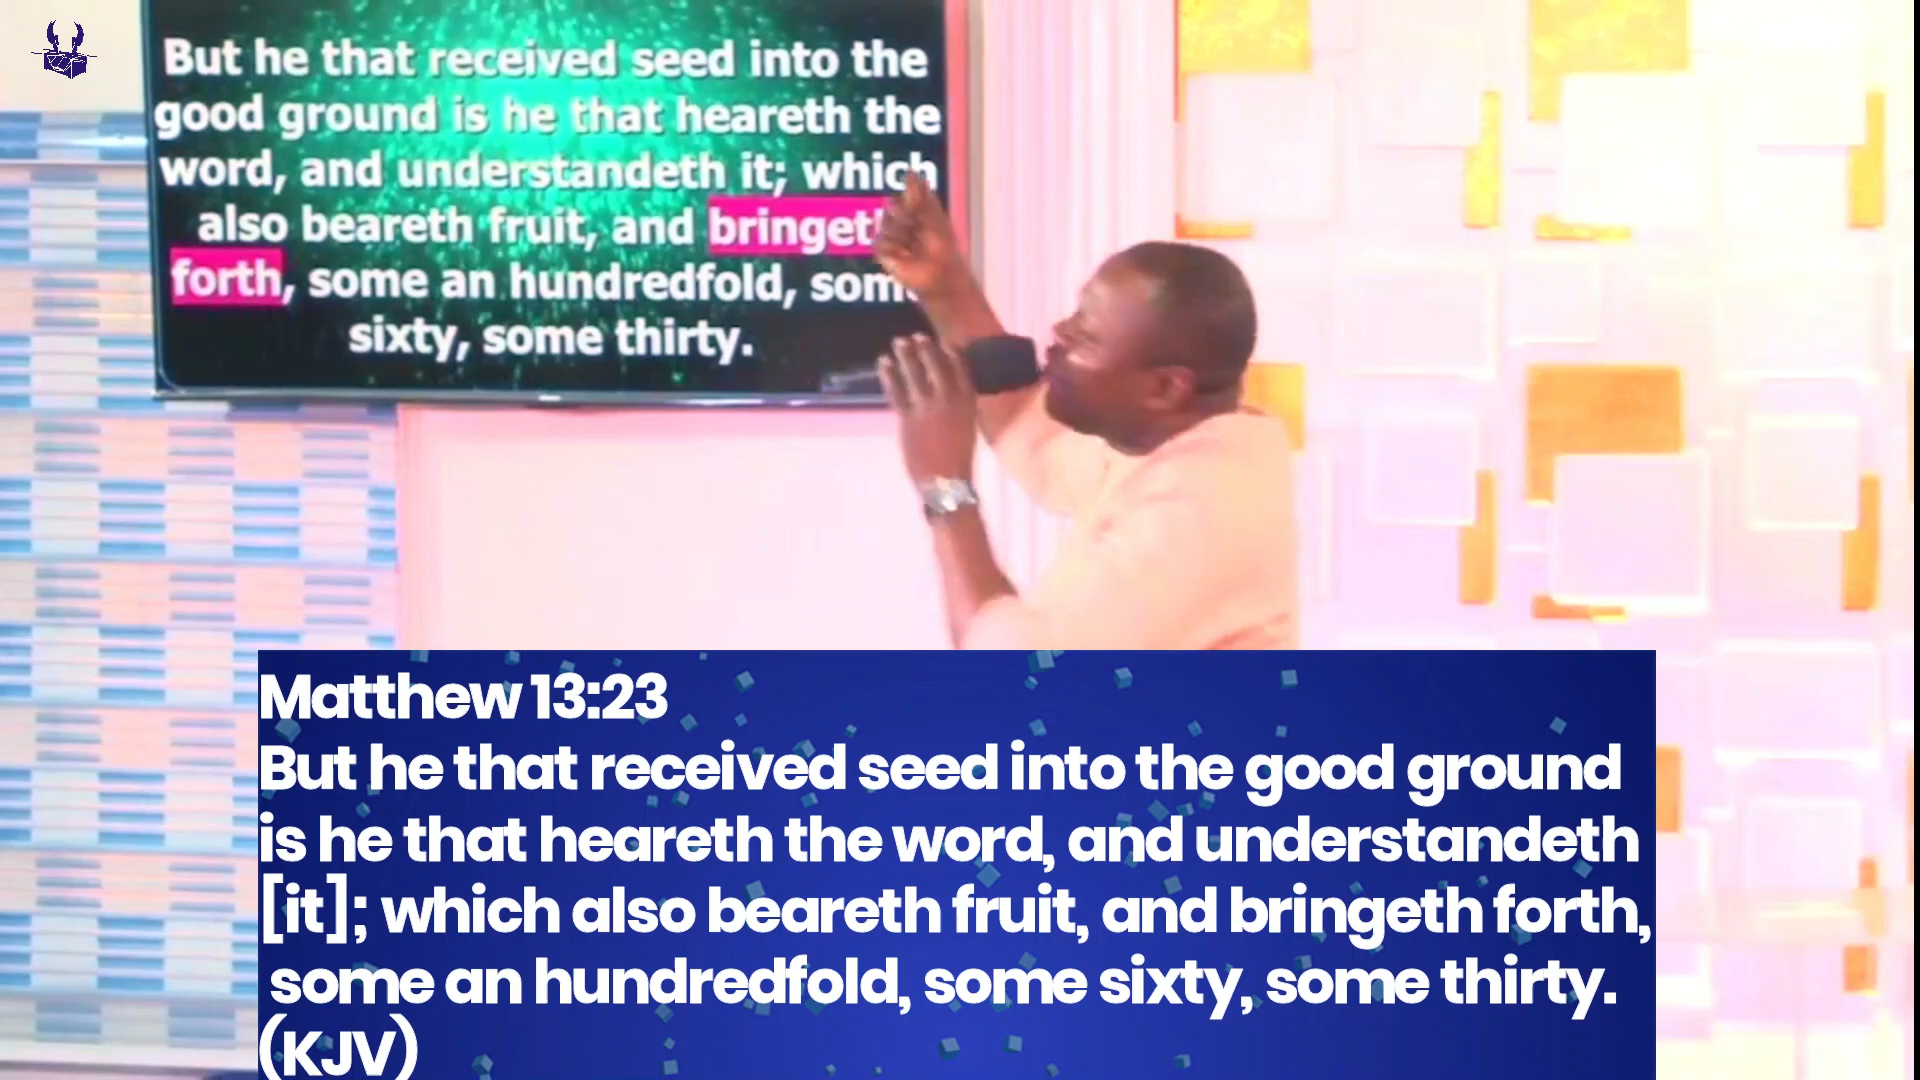 But he that received seed into the
good ground is he that heareth the
word, and understandeth it; which
also beareth fruit, and
forth, some an hundredfold,
sixty, some thirty.
Matthew 13:23
But he that received seed into the good ground
is he that heareth the word, and understandeth
[it]; which also beareth fruit, and bringeth forth,
some an hundredfold, some sixty, some thirty.
(KJV)